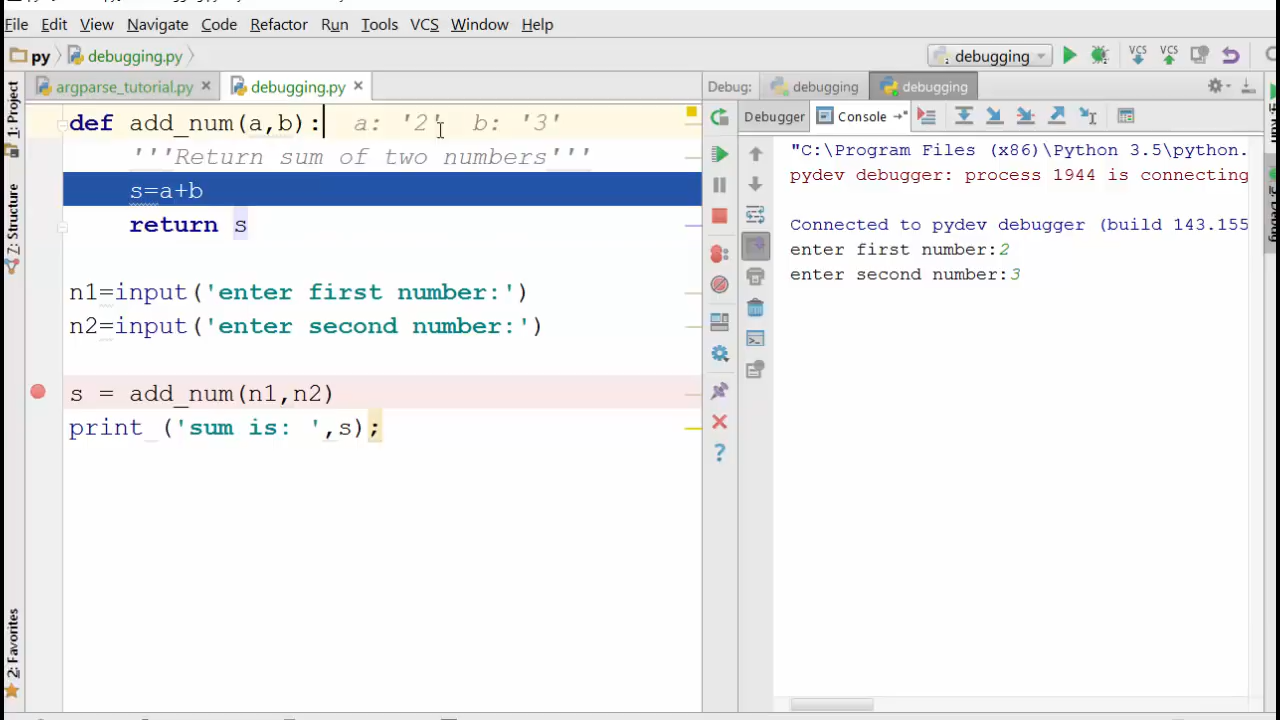 File Edit View Navigate Code Refactor Run Tools VCS Window Help
py debugging.py debugging VCS VCS
1: Project
Z: Structure
2: Favorites
argparse_tutorial.py debugging.py
def add_num(a,b): a: '2' b: '3'
'''Return sum of two numbers'''
s=a+b
return s
n1=input('enter first number:')
n2=input('enter second number:')
s = add_num(n1,n2)
print ('sum is: ',s);
Debug: debugging debugging
Debugger Console
"C:\Program Files (x86)\Python 3.5\python.
pydev debugger: process 1944 is connecting
Connected to pydev debugger (build 143.155
enter first number:2
enter second number:3